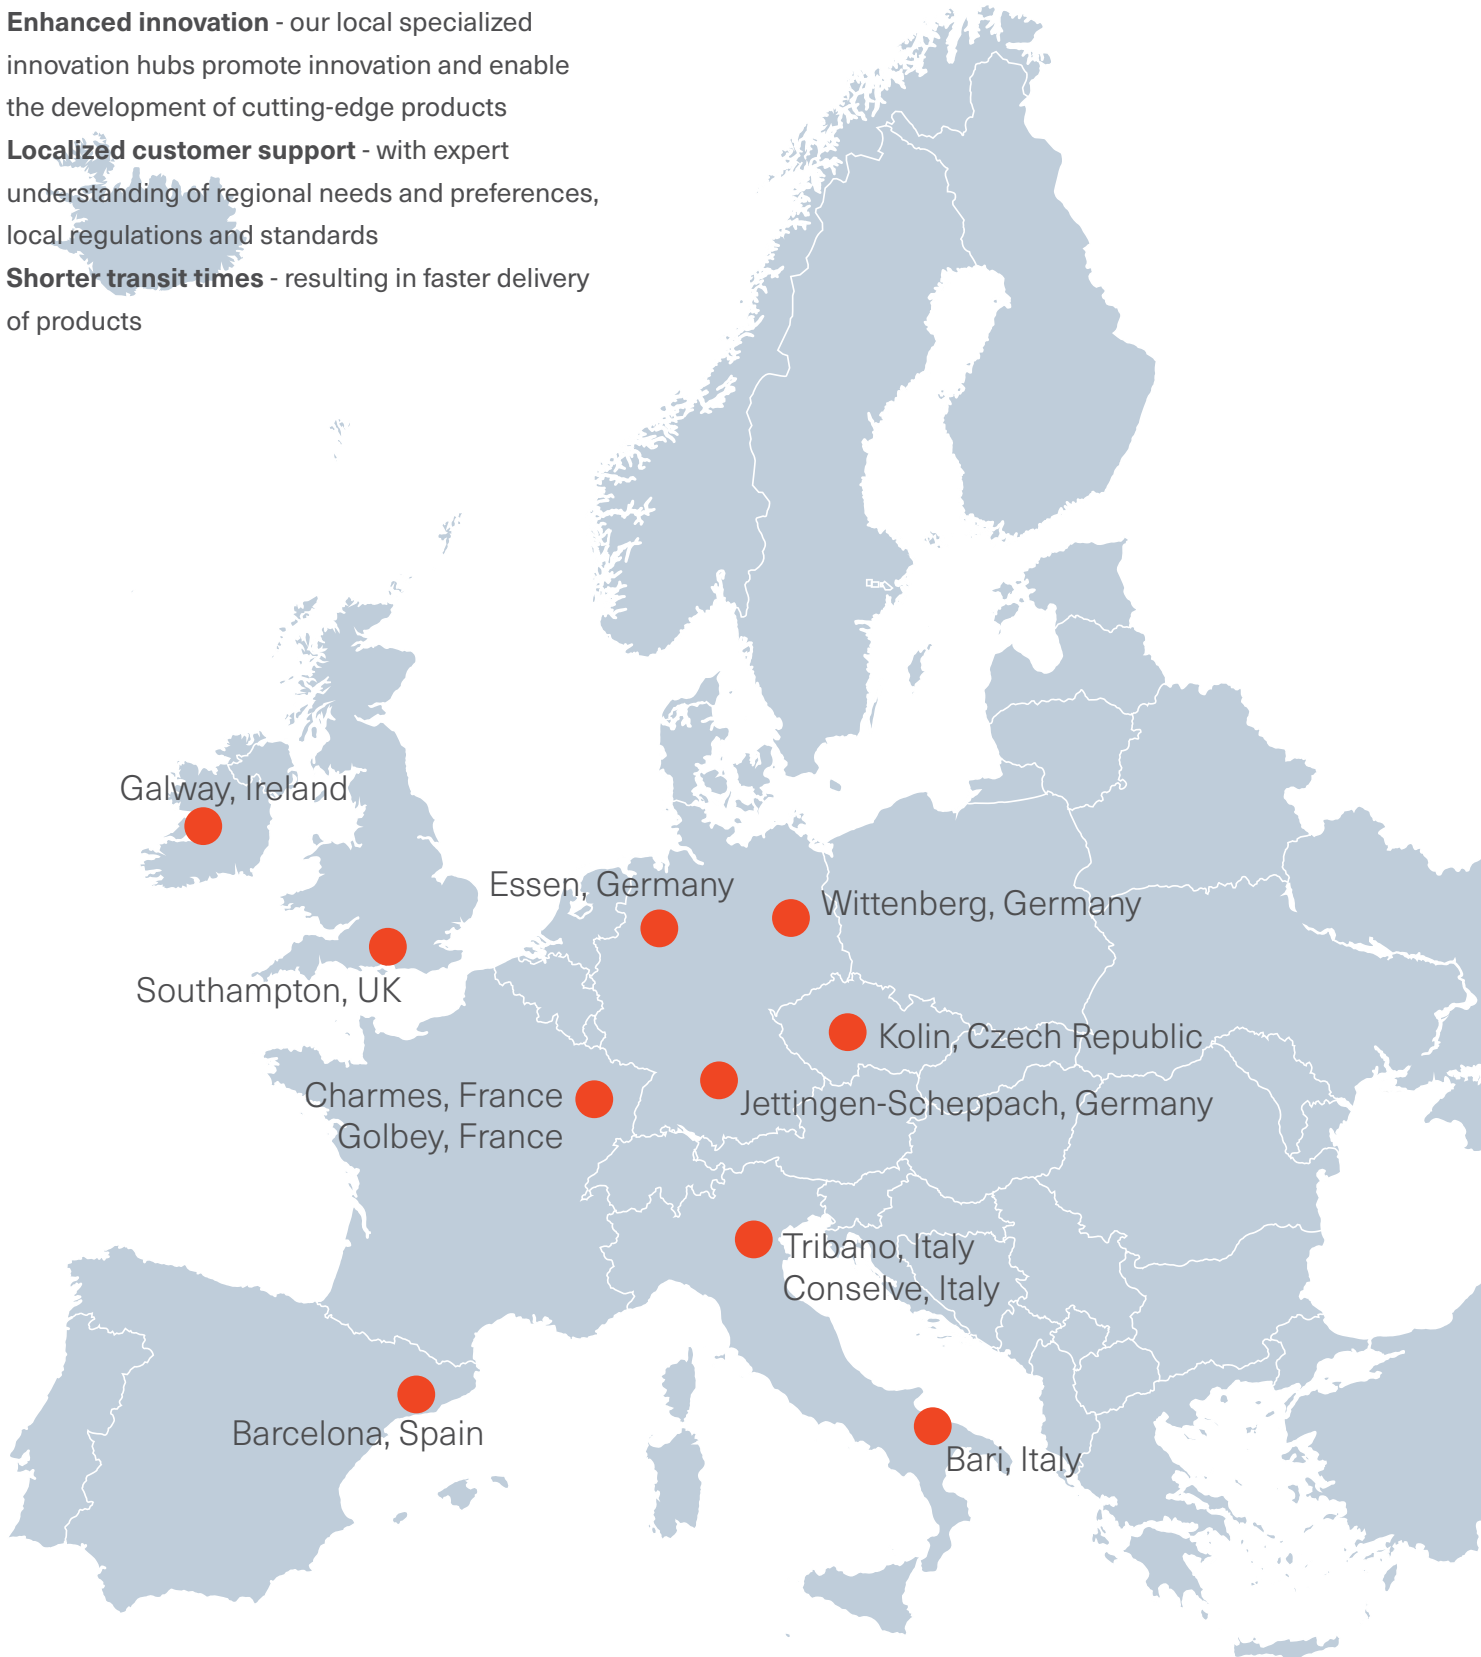 Enhanced innovation - our local specialized
innovation hubs promote innovation and enable
the development of cutting-edge products
Localized customer support - with expert
understanding of regional needs and preferences,
local regulations and standards
Shorter transit times - resulting in faster delivery
of products
Galway, Ireland
Essen, Germany
Wittenberg, Germany
Southampton, UK
Kolin, Czech Republic
Charmes, France
Golbey, France
Jettingen-Scheppach, Germany
Tribano, Italy
Conselve, Italy
Barcelona, Spain
Bari, Italy